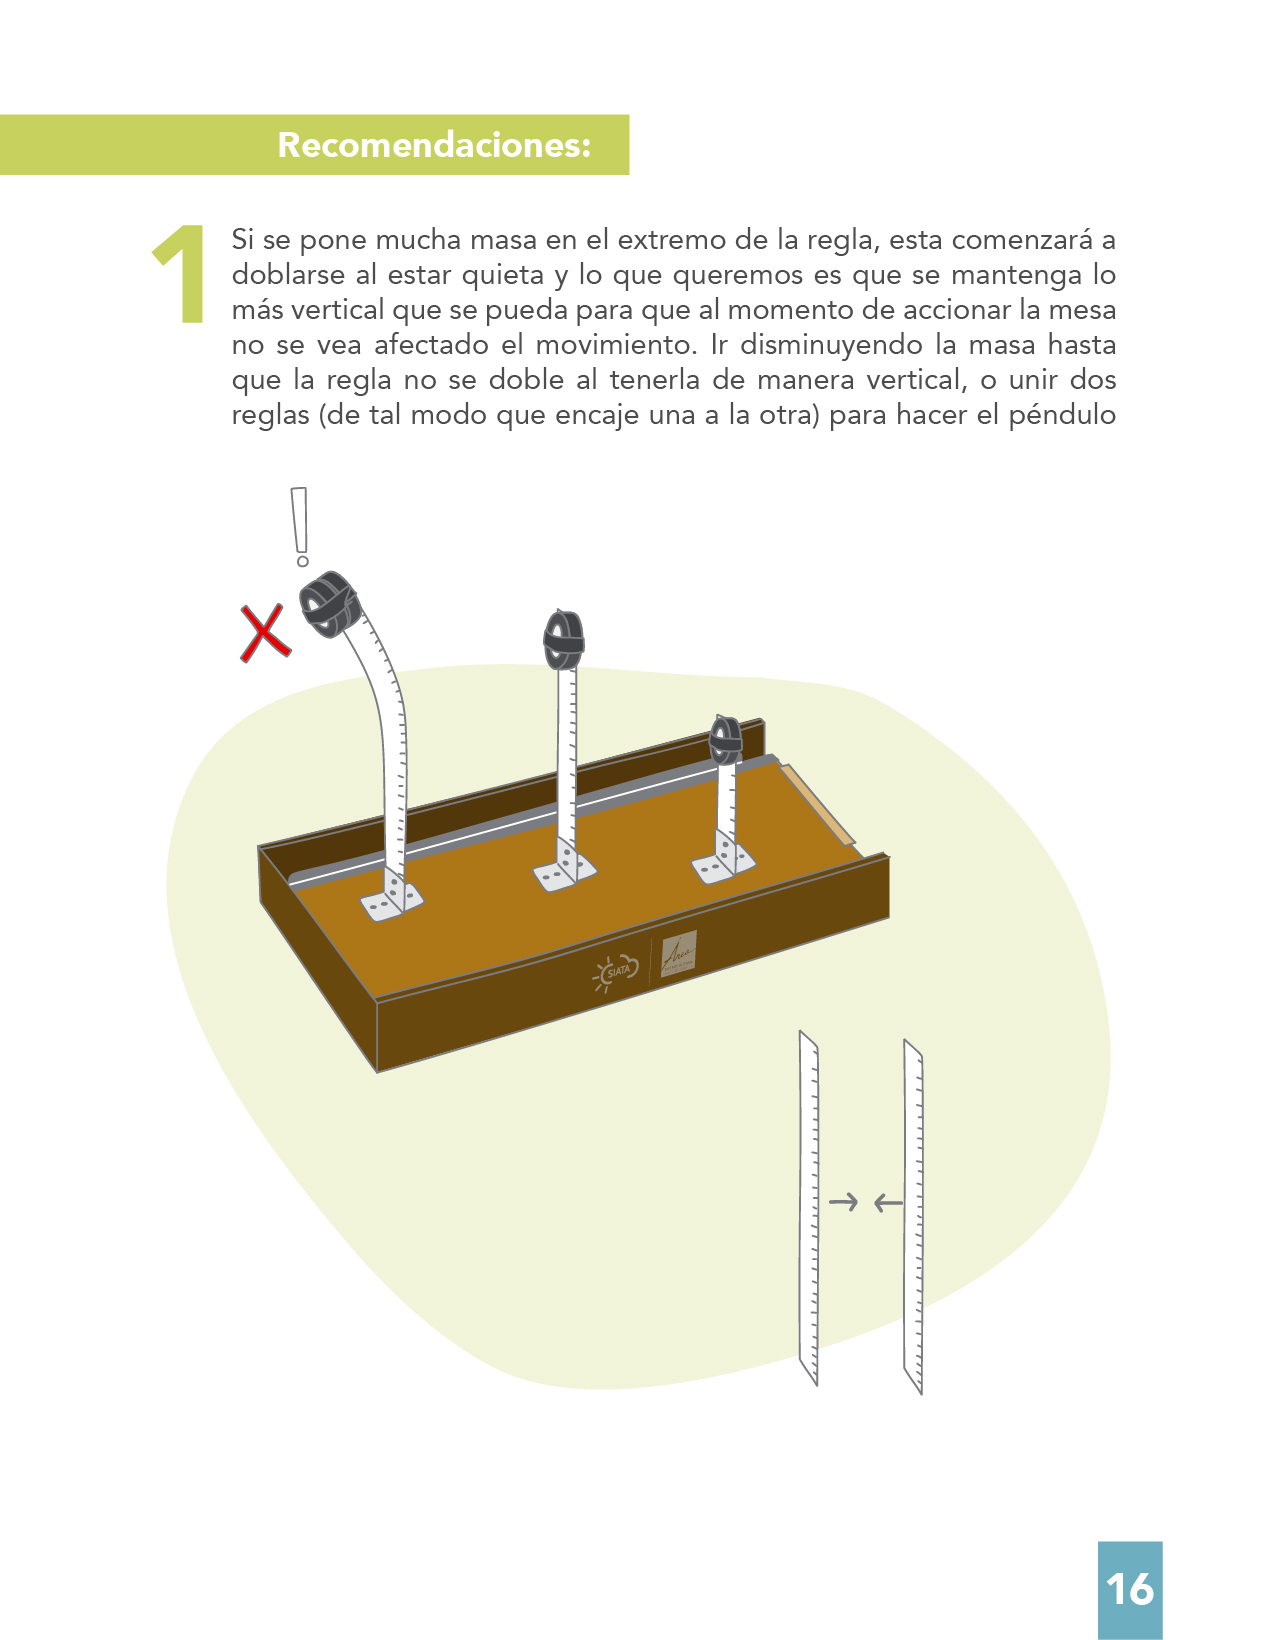 Recomendaciones:
1
Si se pone mucha masa en el extremo de la regla, esta comenzará a
doblarse al estar quieta y lo que queremos es que se mantenga lo
más vertical que se pueda para que al momento de accionar la mesa
no se vea afectado el movimiento. Ir disminuyendo la masa hasta
que la regla no se doble al tenerla de manera vertical, o unir dos
reglas (de tal modo que encaje una a la otra) para hacer el péndulo
!
SIATA
Área
16